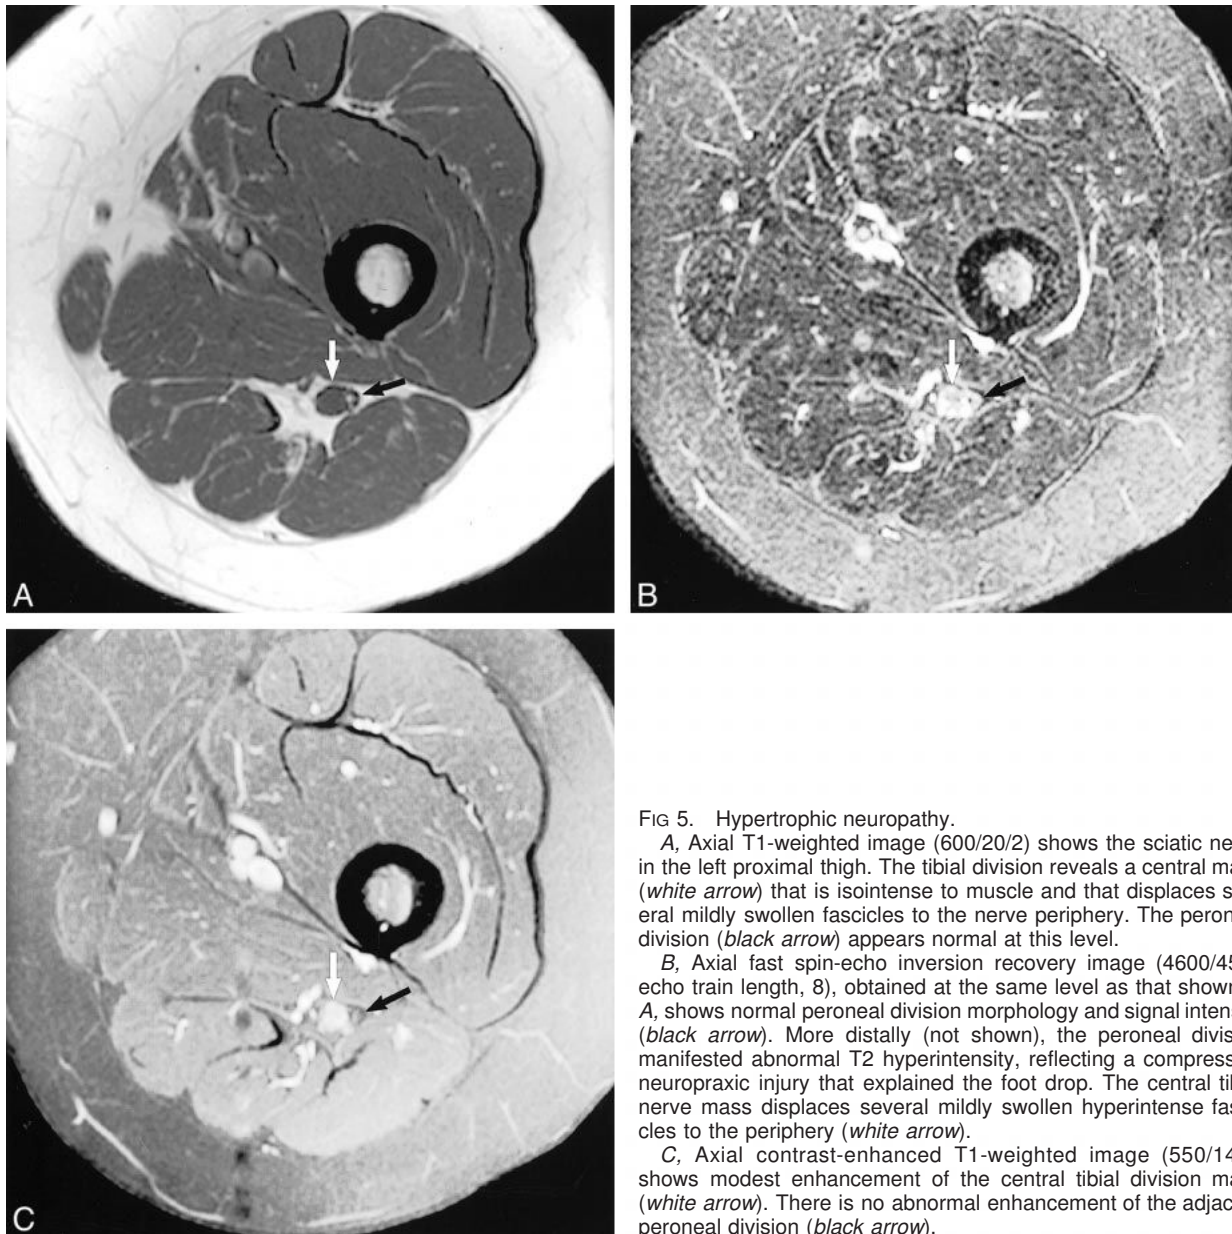 A
B
C
FIG 5. Hypertrophic neuropathy.
A, Axial T1-weighted image (600/20/2) shows the sciatic ne
in the left proximal thigh. The tibial division reveals a central ma
(white arrow) that is isointense to muscle and that displaces s
eral mildly swollen fascicles to the nerve periphery. The peron
division (black arrow) appears normal at this level.
B, Axial fast spin-echo inversion recovery image (4600/45
echo train length, 8), obtained at the same level as that shown
A, shows normal peroneal division morphology and signal inten
(black arrow). More distally (not shown), the peroneal divis
manifested abnormal T2 hyperintensity, reflecting a compress
neuropraxic injury that explained the foot drop. The central til
nerve mass displaces several mildly swollen hyperintense fas
cles to the periphery (white arrow).
C, Axial contrast-enhanced T1-weighted image (550/14
shows modest enhancement of the central tibial division ma
(white arrow). There is no abnormal enhancement of the adjac
peroneal division (black arrow).